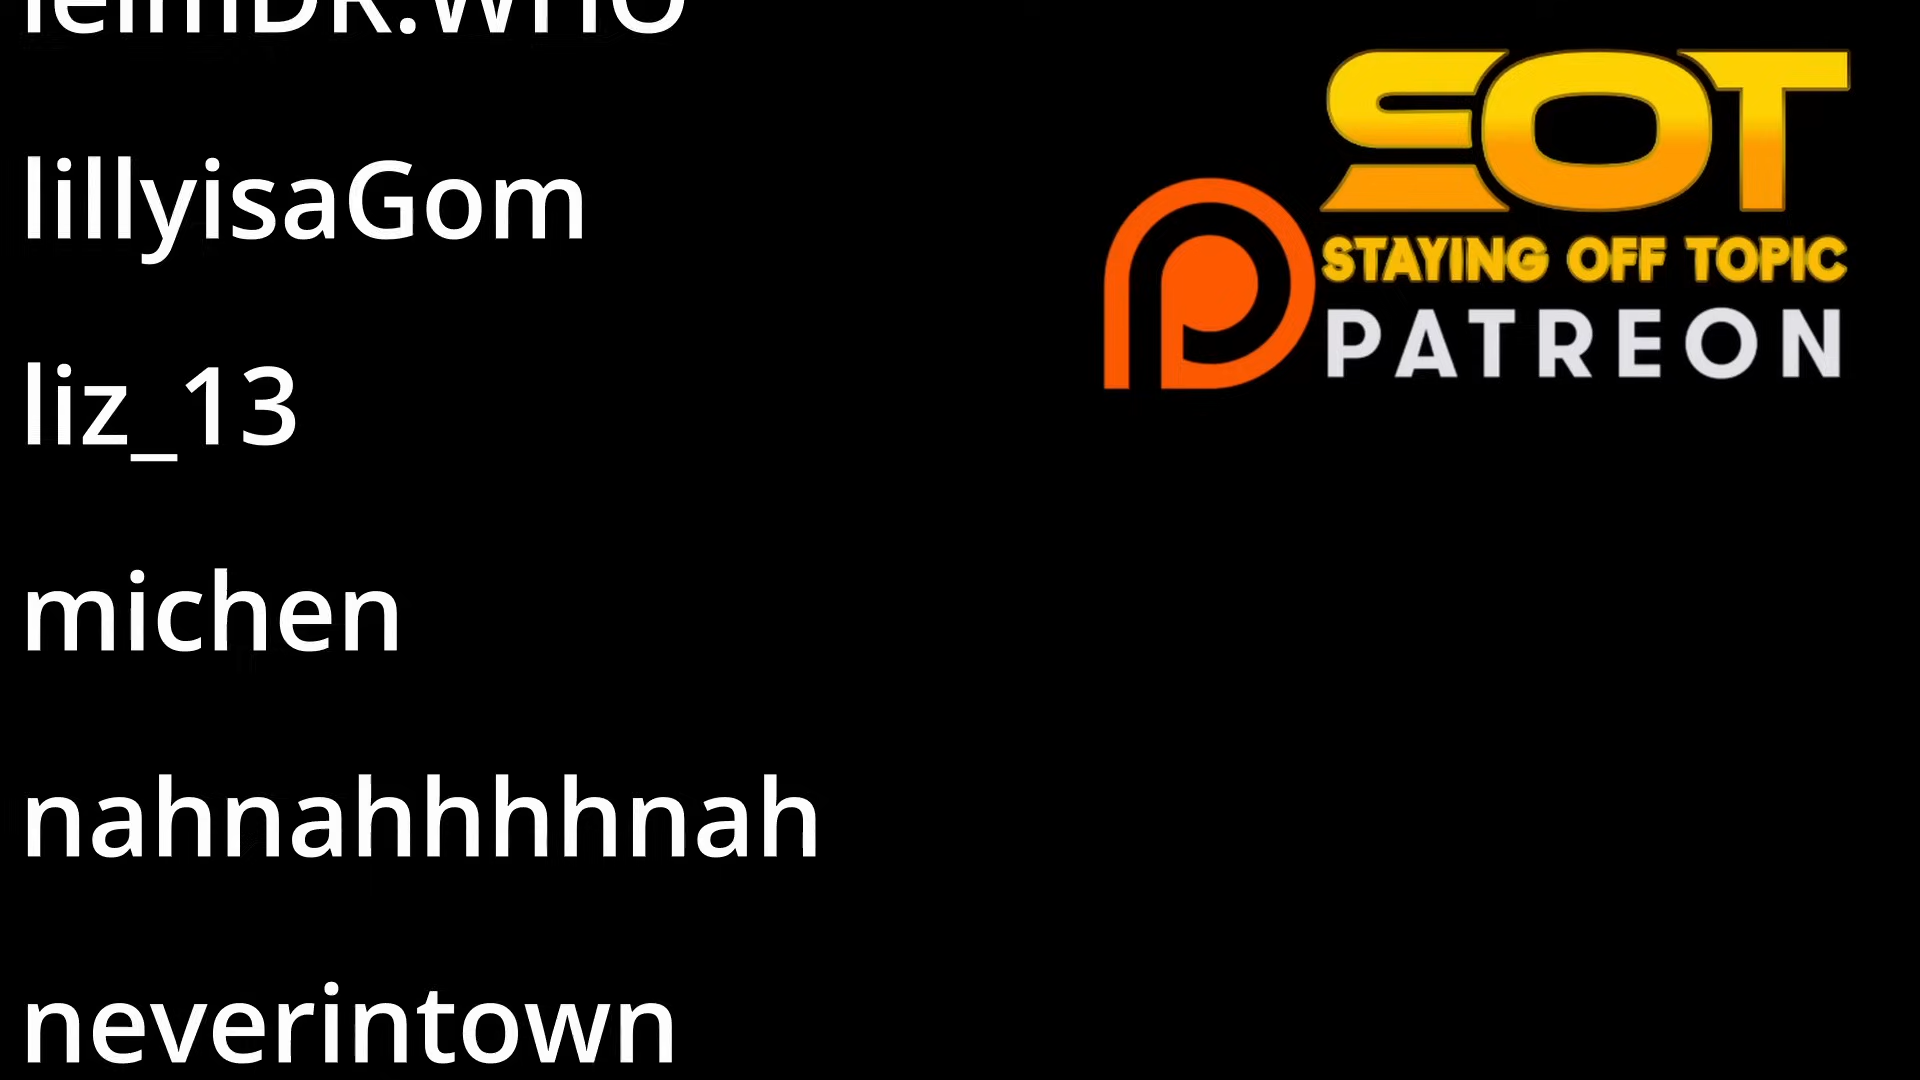 lillyisaGom
liz_13
michen
nahnahhhhnah
neverintown
SOT
STAYING OFF TOPIC
PATREON